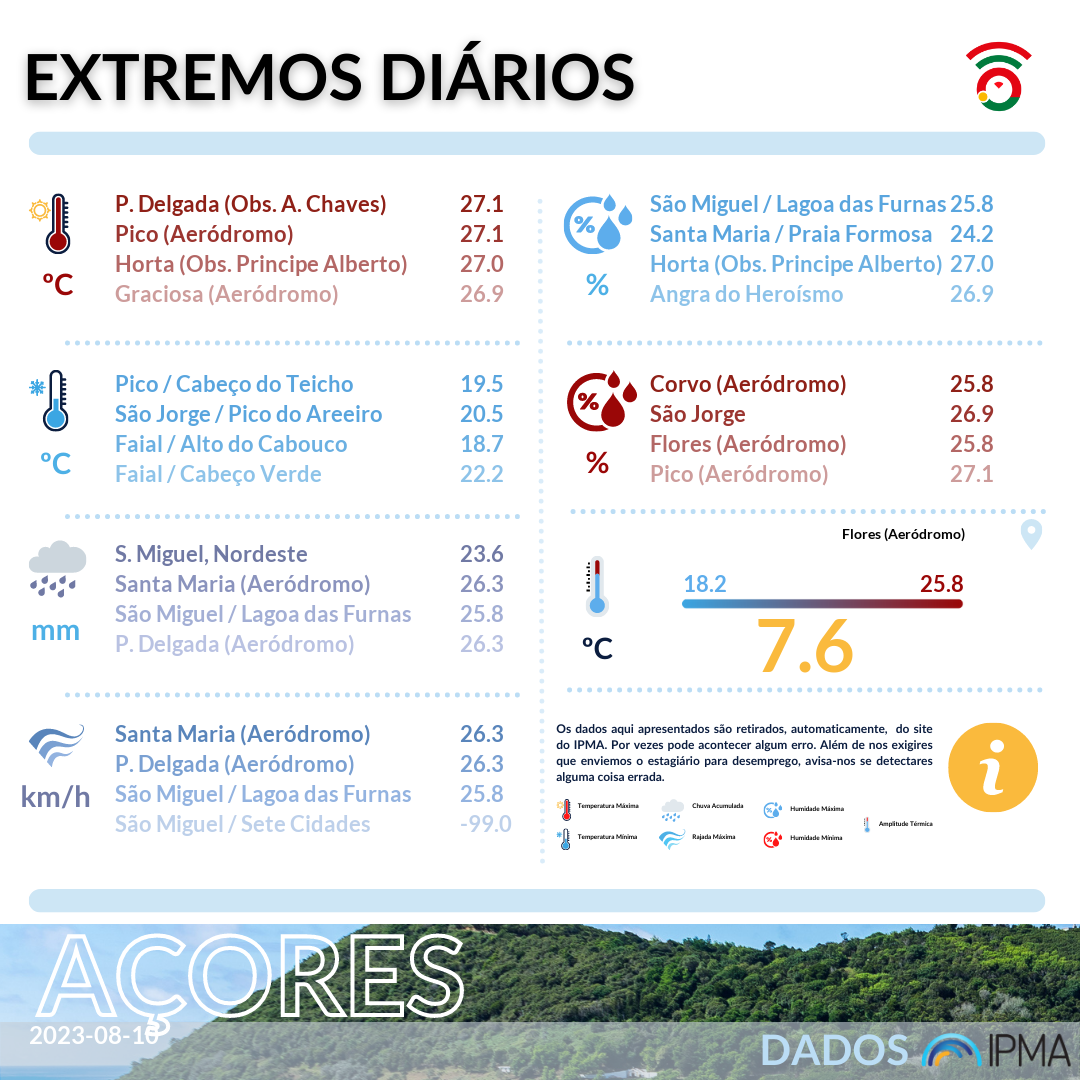 EXTREMOS DIÁRIOS
P. Delgada (Obs. A. Chaves) 27.1
Pico (Aeródromo) 27.1
Horta (Obs. Principe Alberto) 27.0
Graciosa (Aeródromo) 26.9
ºC
Pico / Cabeço do Teicho 19.5
São Jorge / Pico do Areeiro 20.5
Faial / Alto do Cabouco 18.7
Faial / Cabeço Verde 22.2
ºC
S. Miguel, Nordeste 23.6
Santa Maria (Aeródromo) 26.3
São Miguel / Lagoa das Furnas 25.8
P. Delgada (Aeródromo) 26.3
mm
Santa Maria (Aeródromo) 26.3
P. Delgada (Aeródromo) 26.3
São Miguel / Lagoa das Furnas 25.8
São Miguel / Sete Cidades -99.0
km/h
%
São Miguel / Lagoa das Furnas 25.8
Santa Maria / Praia Formosa 24.2
Horta (Obs. Principe Alberto) 27.0
Angra do Heroísmo 26.9
%
%
Corvo (Aeródromo) 25.8
São Jorge 26.9
Flores (Aeródromo) 25.8
Pico (Aeródromo) 27.1
%
Flores (Aeródromo)
18.2 25.8
7.6
ºC
Os dados aqui apresentados são retirados, automaticamente, do site
do IPMA. Por vezes pode acontecer algum erro. Além de nos exigires
que enviemos o estagiário para desemprego, avisa-nos se detectares
alguma coisa errada.
i
Temperatura Máxima
Chuva Acumulada
Humidade Máxima
Amplitude Térmica
Temperatura Mínima
Rajada Máxima
Humidade Mínima
AÇORES
2023-08-10
DADOS IPMA